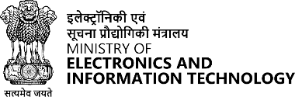 इलेक्ट्रॉनिकी एवं
सूचना प्रौद्योगिकी मंत्रालय
MINISTRY OF
ELECTRONICS AND
INFORMATION TECHNOLOGY
सत्यमेव जयते